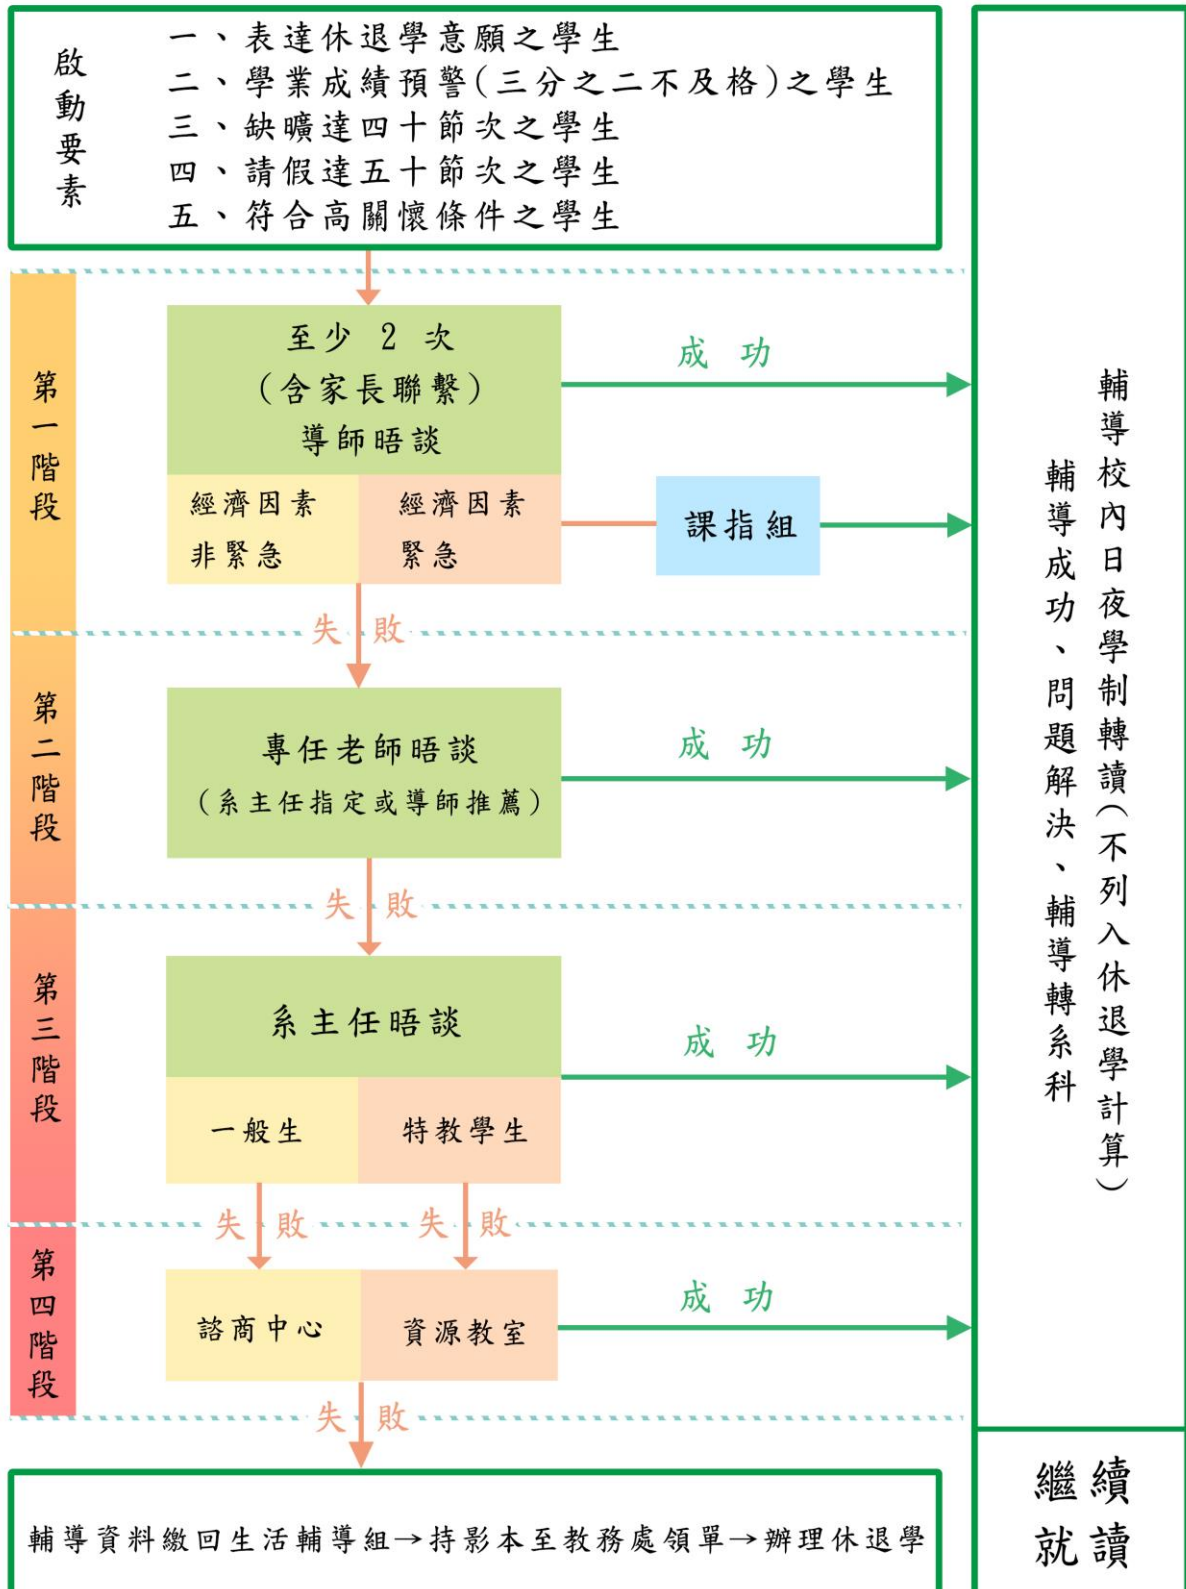 啟動要素
一、表達休退學意願之學生
二、學業成績預警(三分之二不及格)之學生
三、缺曠達四十節次之學生
四、請假達五十節次之學生
五、符合高關懷條件之學生
第一階段
至少 2 次
(含家長聯繫)
導師晤談
成功
經濟因素
非緊急
經濟因素
緊急
課指組
失敗
第二階段
專任老師晤談
(系主任指定或導師推薦)
成功
失敗
第三階段
系主任晤談
成功
一般生
特教學生
失敗
失敗
第四階段
諮商中心
資源教室
成功
失敗
輔導資料繳回生活輔導組→持影本至教務處領單→辦理休退學
輔導校內日夜學制轉讀(不列入休退學計算)
輔導成功、問題解決、輔導轉系科
繼續
就讀